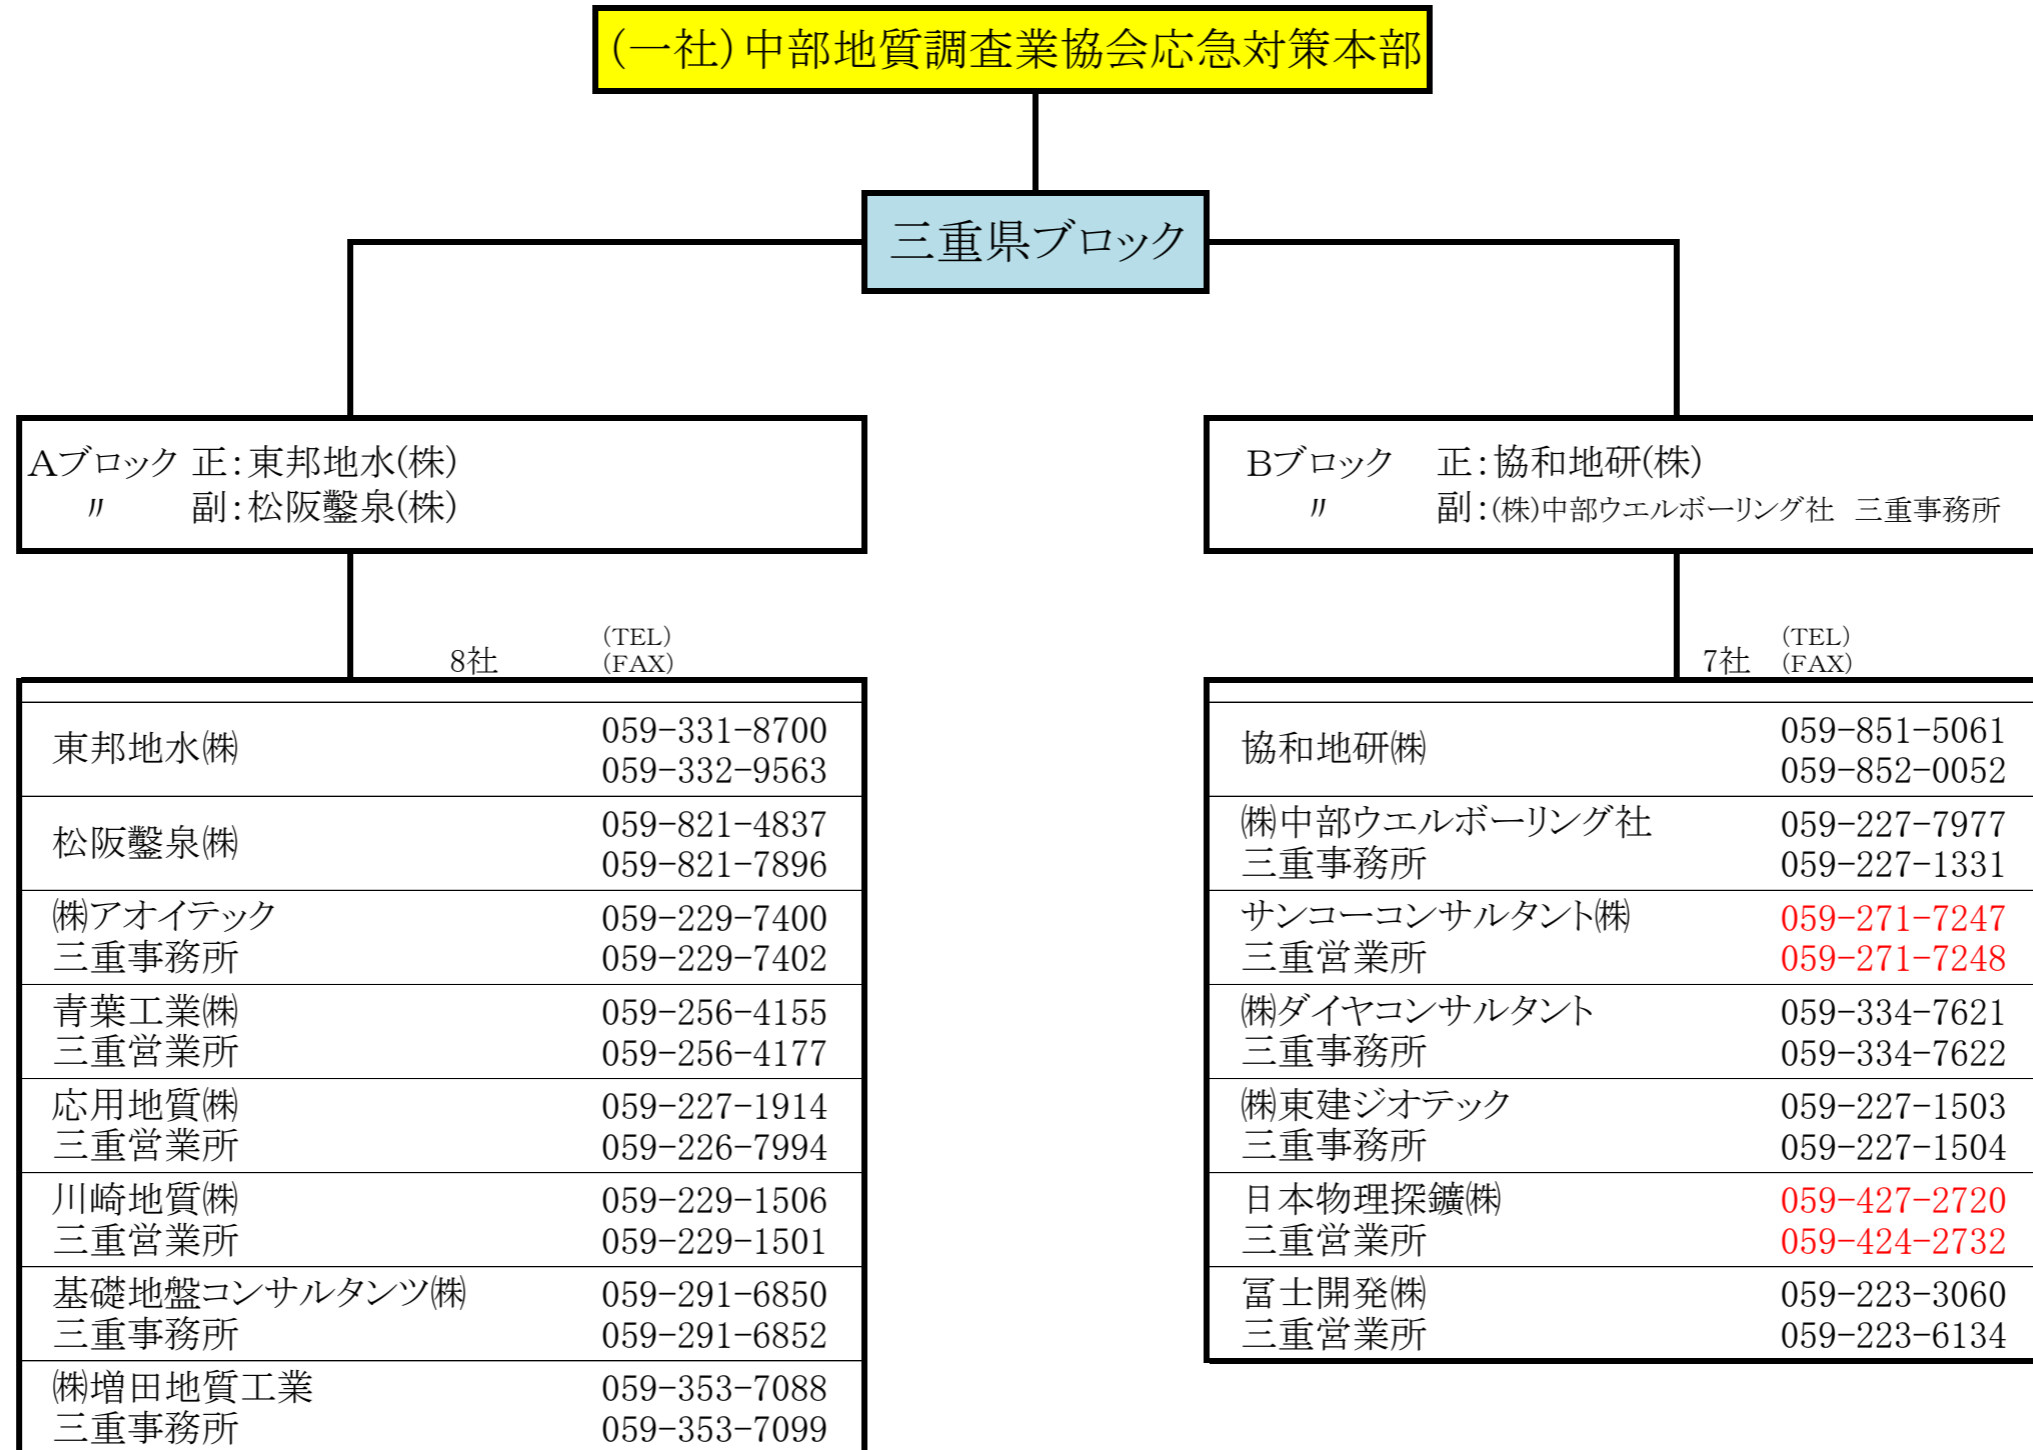 (一社)中部地質調査業協会応急対策本部
三重県ブロック
Aブロック 正:東邦地水(株)
〃 副:松阪鑿泉(株)
8社
(TEL)
(FAX)
東邦地水㈱
059-331-8700
059-332-9563
松阪鑿泉㈱
059-821-4837
059-821-7896
㈱アオイテック
三重事務所
059-229-7400
059-229-7402
青葉工業㈱
三重営業所
059-256-4155
059-256-4177
応用地質㈱
三重営業所
059-227-1914
059-226-7994
川崎地質㈱
三重営業所
059-229-1506
059-229-1501
基礎地盤コンサルタンツ㈱
三重事務所
059-291-6850
059-291-6852
㈱増田地質工業
三重事務所
059-353-7088
059-353-7099
Bブロック 正:協和地研(株)
〃 副:(株)中部ウエルボーリング社 三重事務所
7社
(TEL)
(FAX)
協和地研㈱
059-851-5061
059-852-0052
㈱中部ウエルボーリング社
三重事務所
059-227-7977
059-227-1331
サンコーコンサルタント㈱
三重営業所
059-271-7247
059-271-7248
㈱ダイヤコンサルタント
三重事務所
059-334-7621
059-334-7622
㈱東建ジオテック
三重事務所
059-227-1503
059-227-1504
日本物理探鑛㈱
三重営業所
059-427-2720
059-424-2732
冨士開発㈱
三重営業所
059-223-3060
059-223-6134